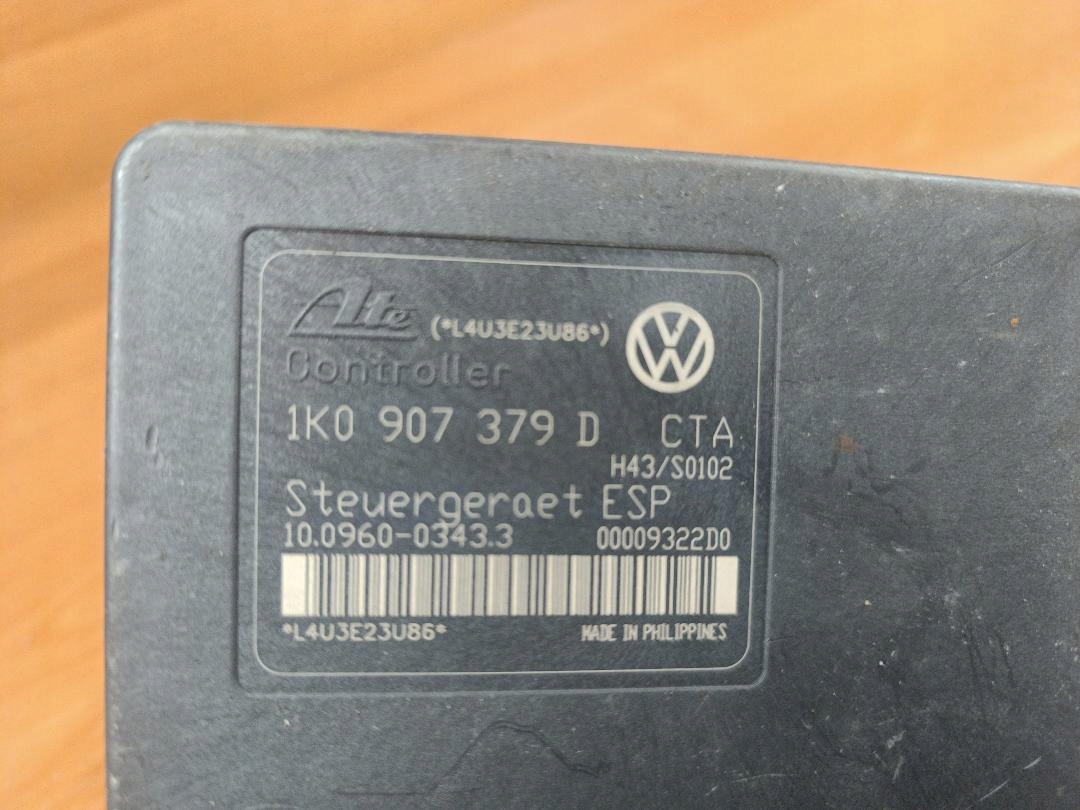 Ate (*L4U3E23U86*)
Controller
1K0 907 379 D CTA
H43/S0102
Steuergeraet ESP
10.0960-0343.3 00009322D0
*L4U3E23U86* MADE IN PHILIPPINES